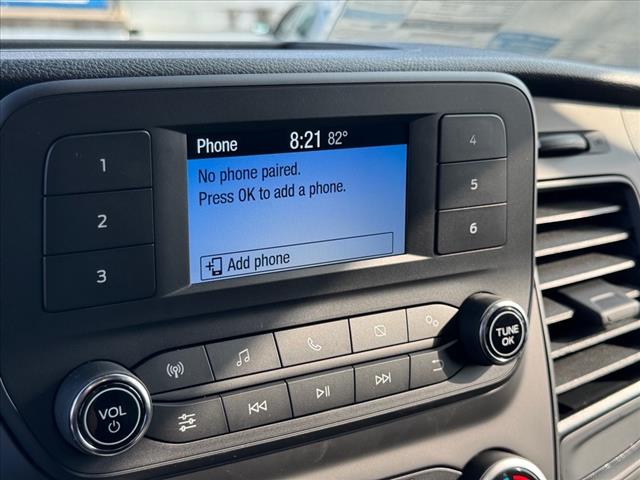 Phone 8:21 82°
No phone paired.
Press OK to add a phone.
Add phone
1
2
3
4
5
6
VOL
TUNE
OK